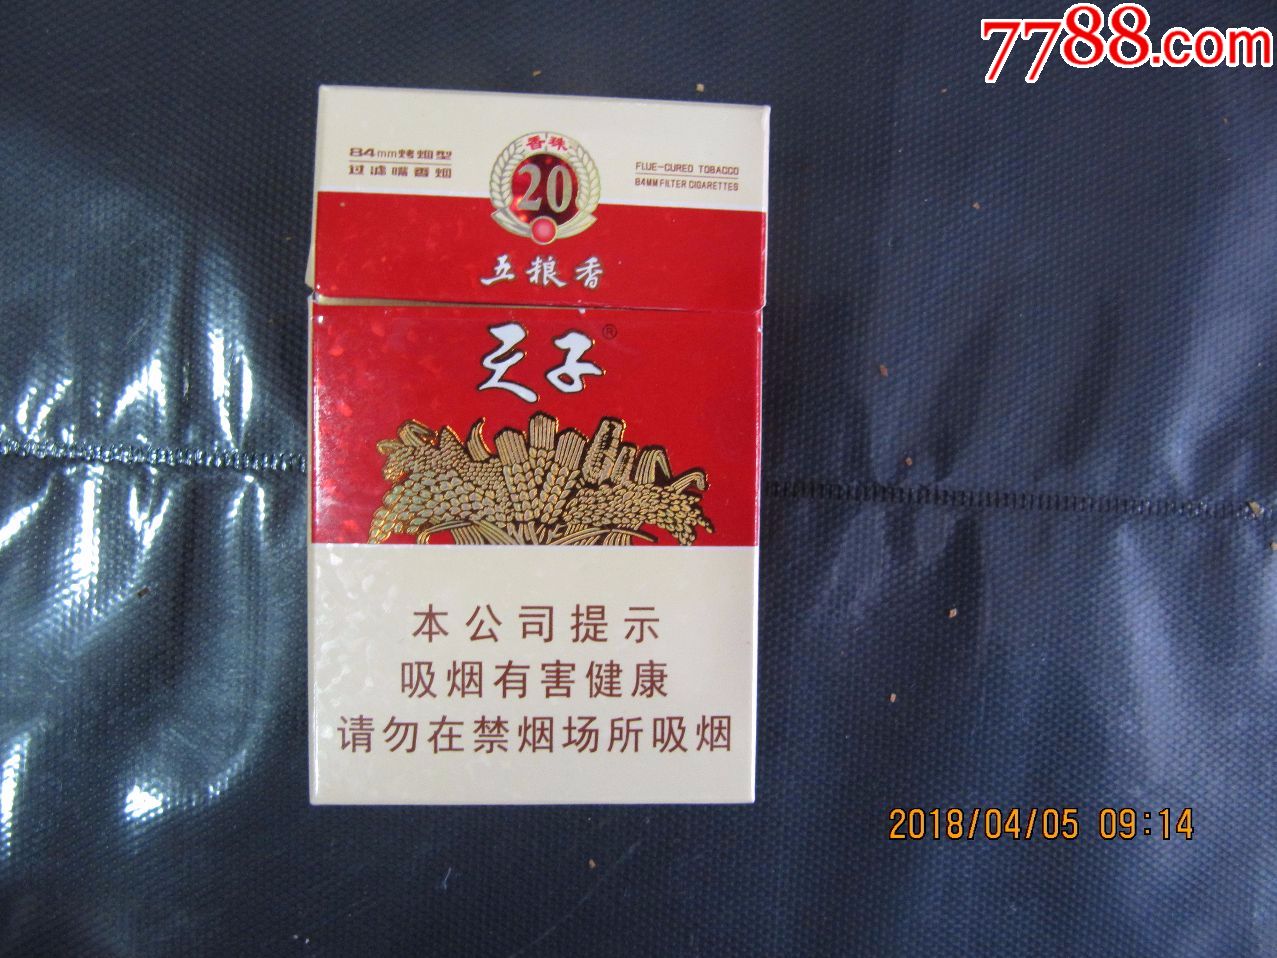 7788.com
香珠
84mm烤烟型
过滤嘴香烟
20
FLUE-CURED TOBACCO
84MM FILTER CIGARETTES
五粮香
天子®
本公司提示
吸烟有害健康
请勿在禁烟场所吸烟
2018/04/05 09:14